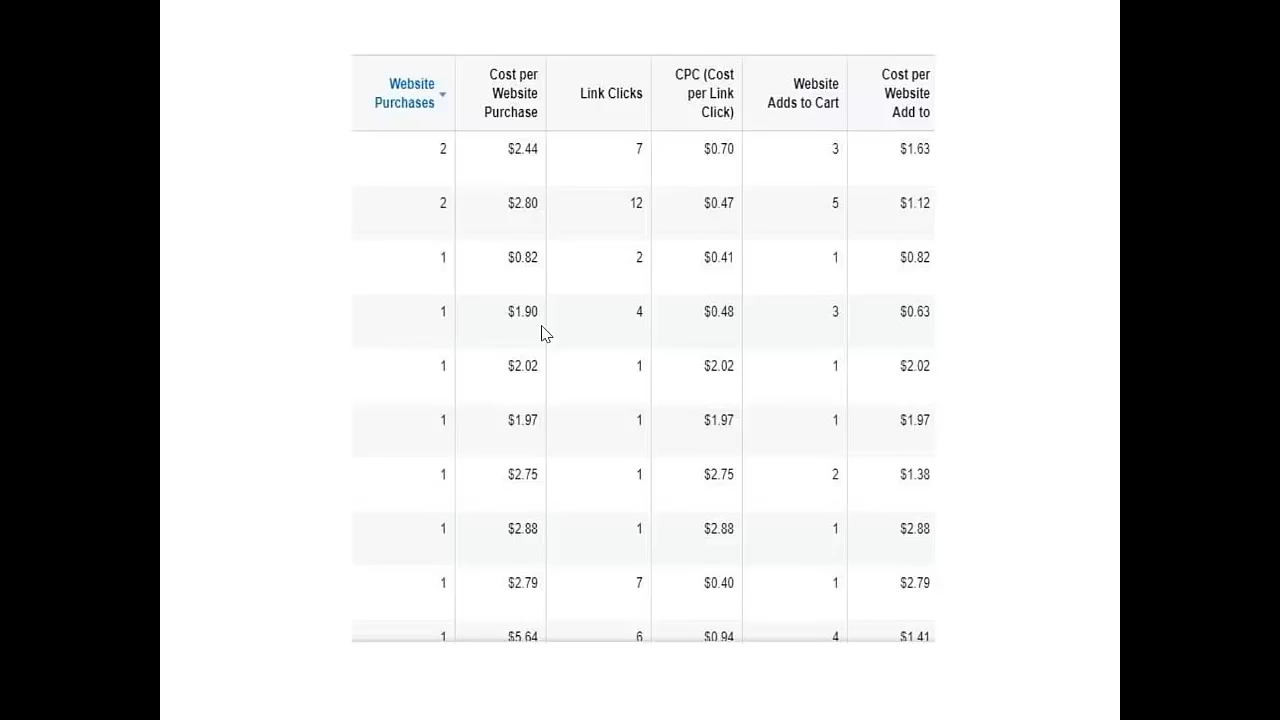 Website Purchases Cost per Website Purchase Link Clicks CPC (Cost per Link Click) Website Adds to Cart Cost per Website Add to
2 $2.44 7 $0.70 3 $1.63
2 $2.80 12 $0.47 5 $1.12
1 $0.82 2 $0.41 1 $0.82
1 $1.90 4 $0.48 3 $0.63
1 $2.02 1 $2.02 1 $2.02
1 $1.97 1 $1.97 1 $1.97
1 $2.75 1 $2.75 2 $1.38
1 $2.88 1 $2.88 1 $2.88
1 $2.79 7 $0.40 1 $2.79
1 $5.64 6 $0.94 4 $1.41